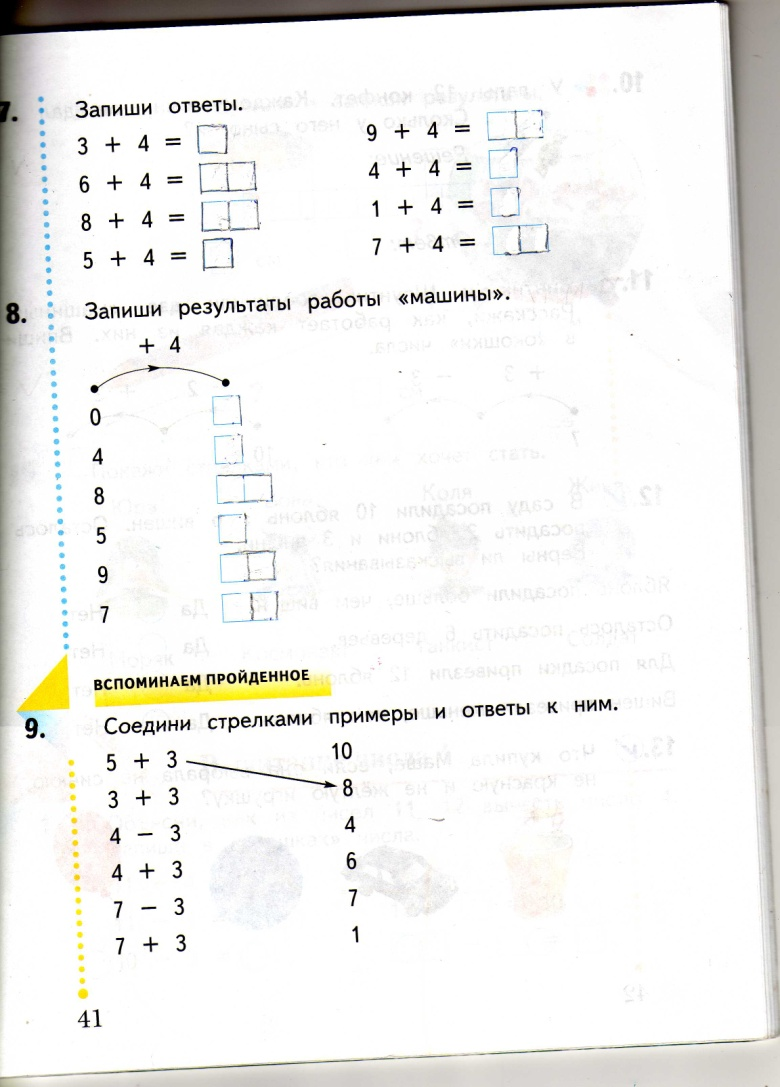 7. Запиши ответы.
3 + 4 =
6 + 4 =
8 + 4 =
5 + 4 =
9 + 4 =
4 + 4 =
1 + 4 =
7 + 4 =
8. Запиши результаты работы «машины».
+ 4
0
4
8
5
9
7
ВСПОМИНАЕМ ПРОЙДЕННОЕ
9. Соедини стрелками примеры и ответы к ним.
5 + 3 10
3 + 3 8
4 − 3 4
4 + 3 6
7 − 3 7
7 + 3 1
41